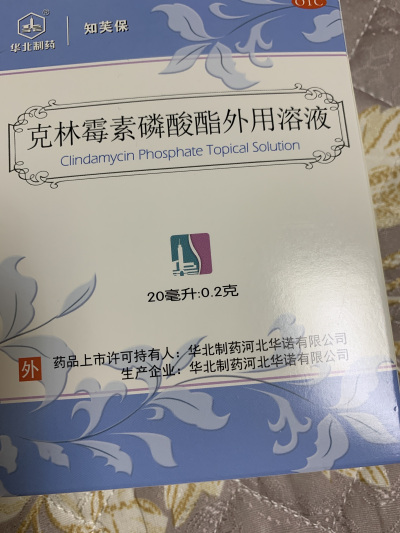 OTC
华北制药® | 知芙保
克林霉素磷酸酯外用溶液
Clindamycin Phosphate Topical Solution
20毫升:0.2克
外
药品上市许可持有人：华北制药河北华诺有限公司
生产企业：华北制药河北华诺有限公司